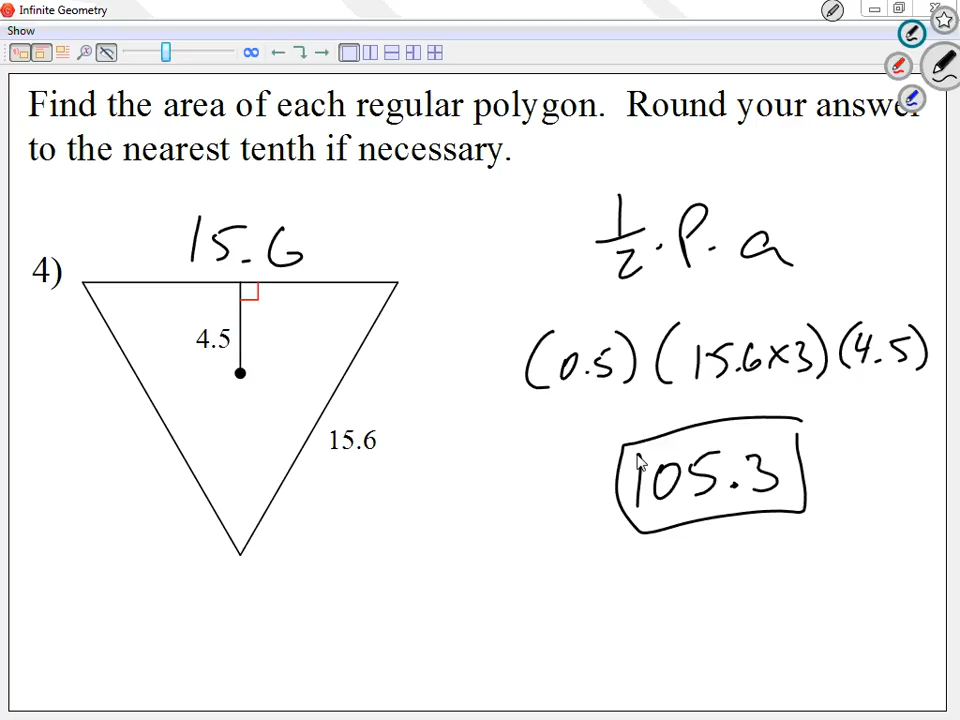 Infinite Geometry
Show
Find the area of each regular polygon. Round your answer
to the nearest tenth if necessary.
4)
15.6
4.5
15.6
1/2 · P · a
(0.5) (15.6×3) (4.5)
105.3